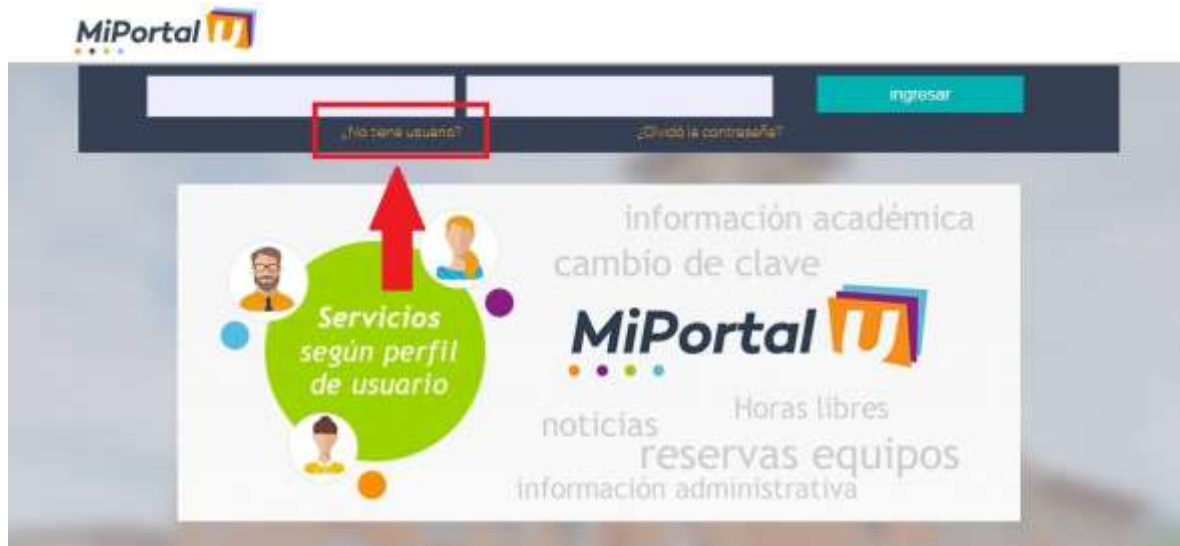 MiPortal U
ingresar
¿No tiene usuario?
¿Olvidó la contraseña?
información académica
cambio de clave
Servicios
según perfil
de usuario
MiPortal U
Horas libres
noticias
reservas equipos
información administrativa